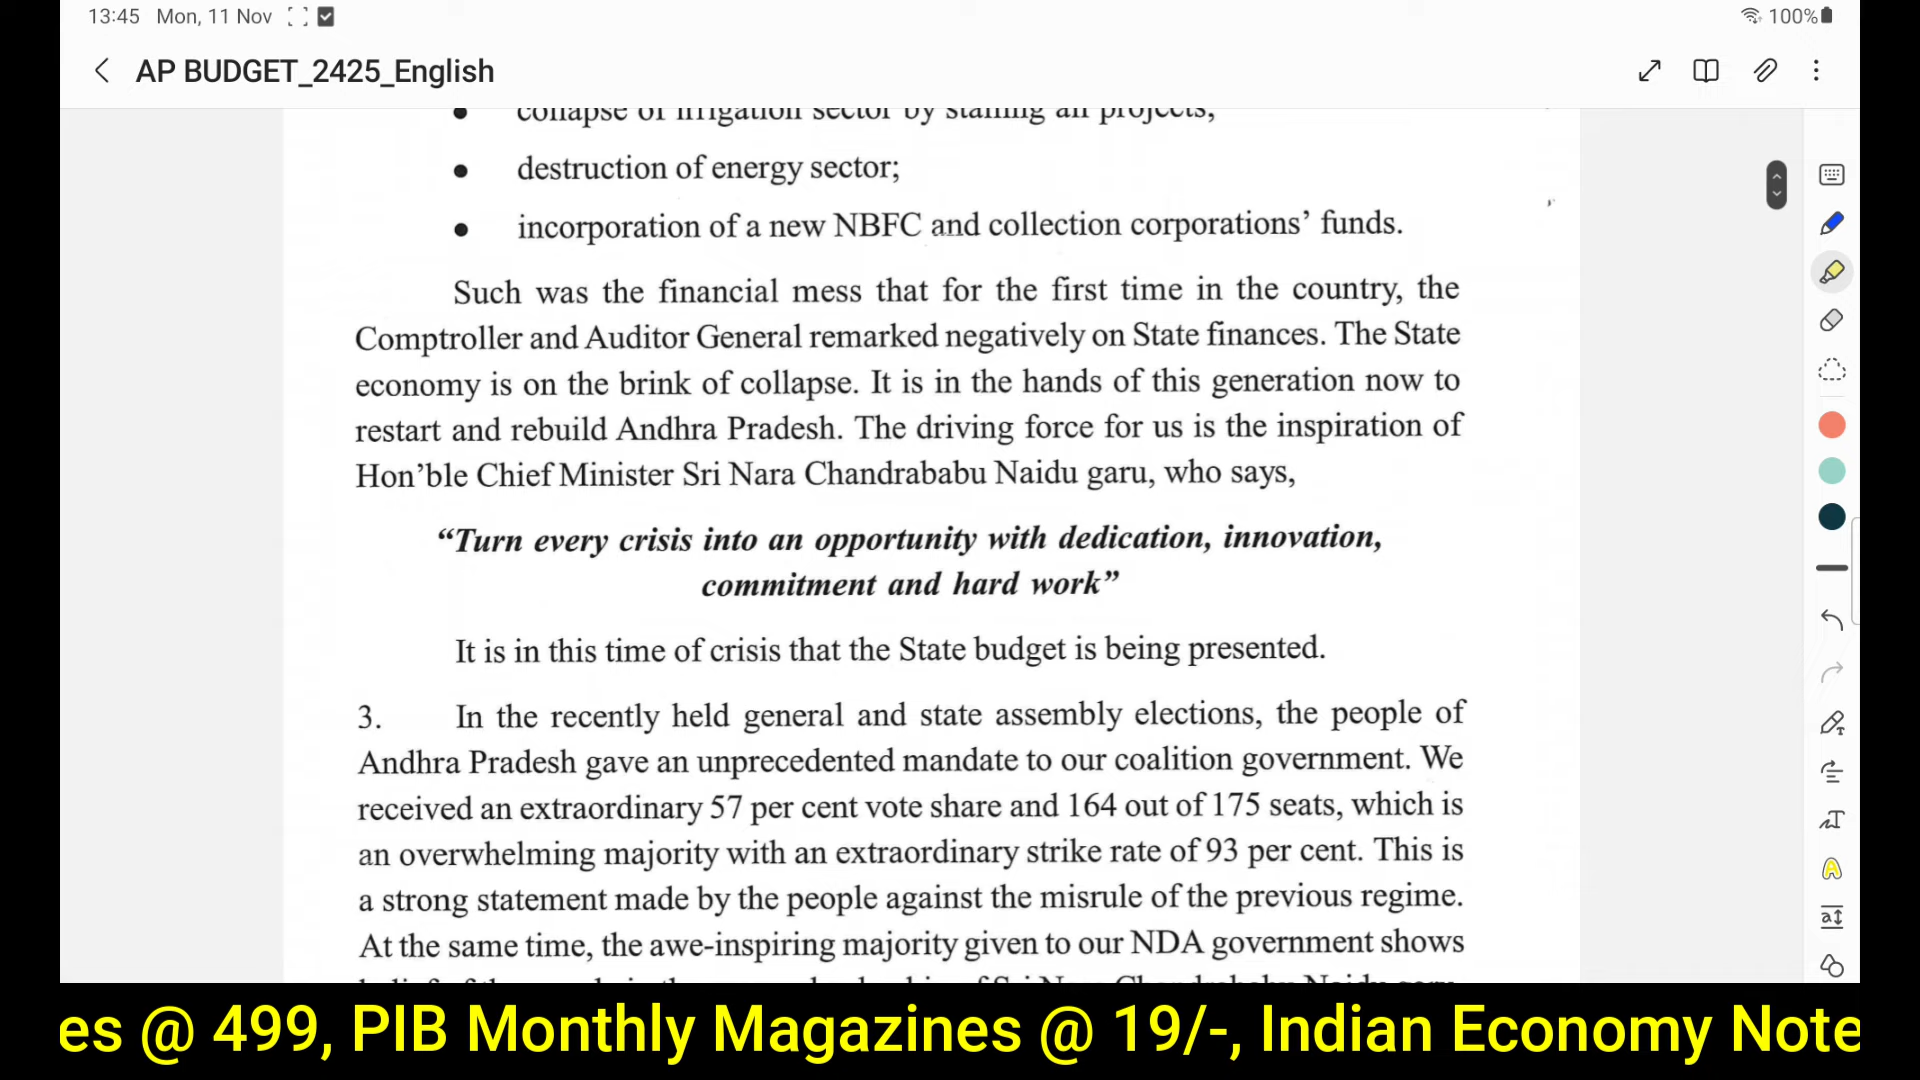 13:45 Mon, 11 Nov
100%
AP BUDGET_2425_English
collapse of irrigation sector by stalling all projects;
● destruction of energy sector;
● incorporation of a new NBFC and collection corporations’ funds.
Such was the financial mess that for the first time in the country, the
Comptroller and Auditor General remarked negatively on State finances. The State
economy is on the brink of collapse. It is in the hands of this generation now to
restart and rebuild Andhra Pradesh. The driving force for us is the inspiration of
Hon’ble Chief Minister Sri Nara Chandrababu Naidu garu, who says,
“Turn every crisis into an opportunity with dedication, innovation,
commitment and hard work”
It is in this time of crisis that the State budget is being presented.
3. In the recently held general and state assembly elections, the people of
Andhra Pradesh gave an unprecedented mandate to our coalition government. We
received an extraordinary 57 per cent vote share and 164 out of 175 seats, which is
an overwhelming majority with an extraordinary strike rate of 93 per cent. This is
a strong statement made by the people against the misrule of the previous regime.
At the same time, the awe-inspiring majority given to our NDA government shows
es @ 499, PIB Monthly Magazines @ 19/-, Indian Economy Note